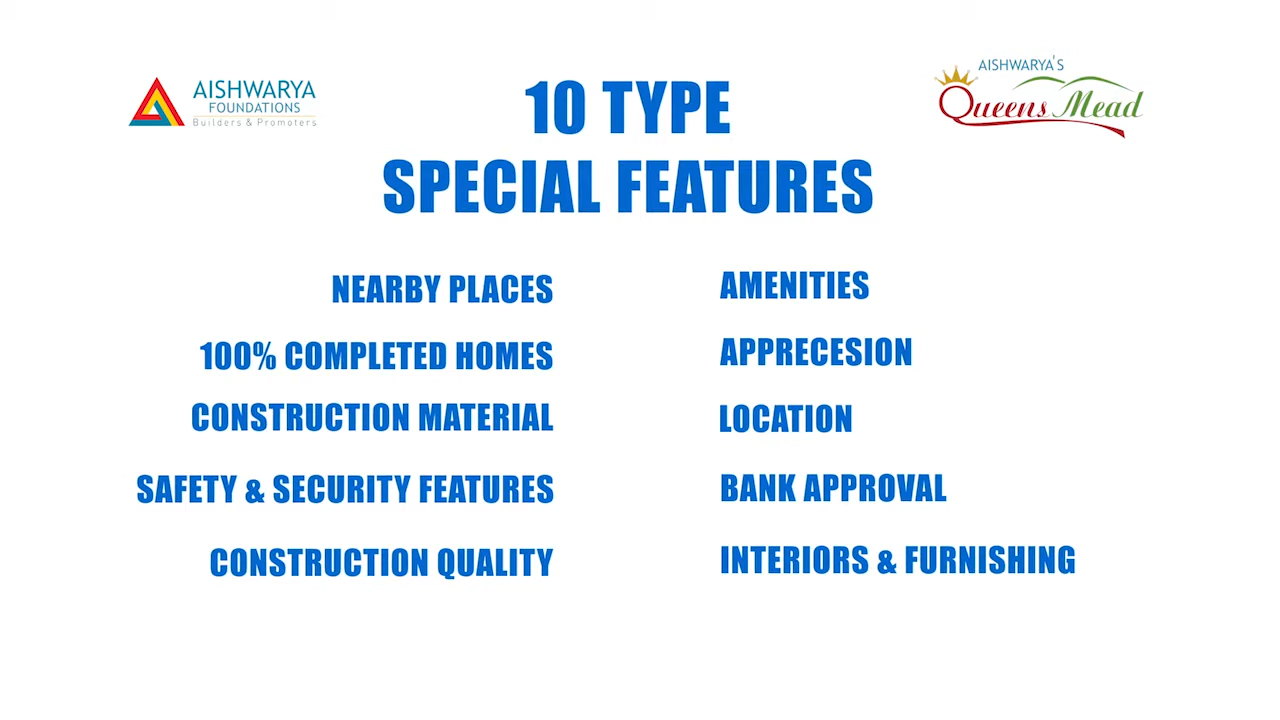 AISHWARYA
FOUNDATIONS
Builders & Promoters
10 TYPE
SPECIAL FEATURES
AISHWARYA'S
Queens Mead
NEARBY PLACES
100% COMPLETED HOMES
CONSTRUCTION MATERIAL
SAFETY & SECURITY FEATURES
CONSTRUCTION QUALITY
AMENITIES
APPRECESION
LOCATION
BANK APPROVAL
INTERIORS & FURNISHING